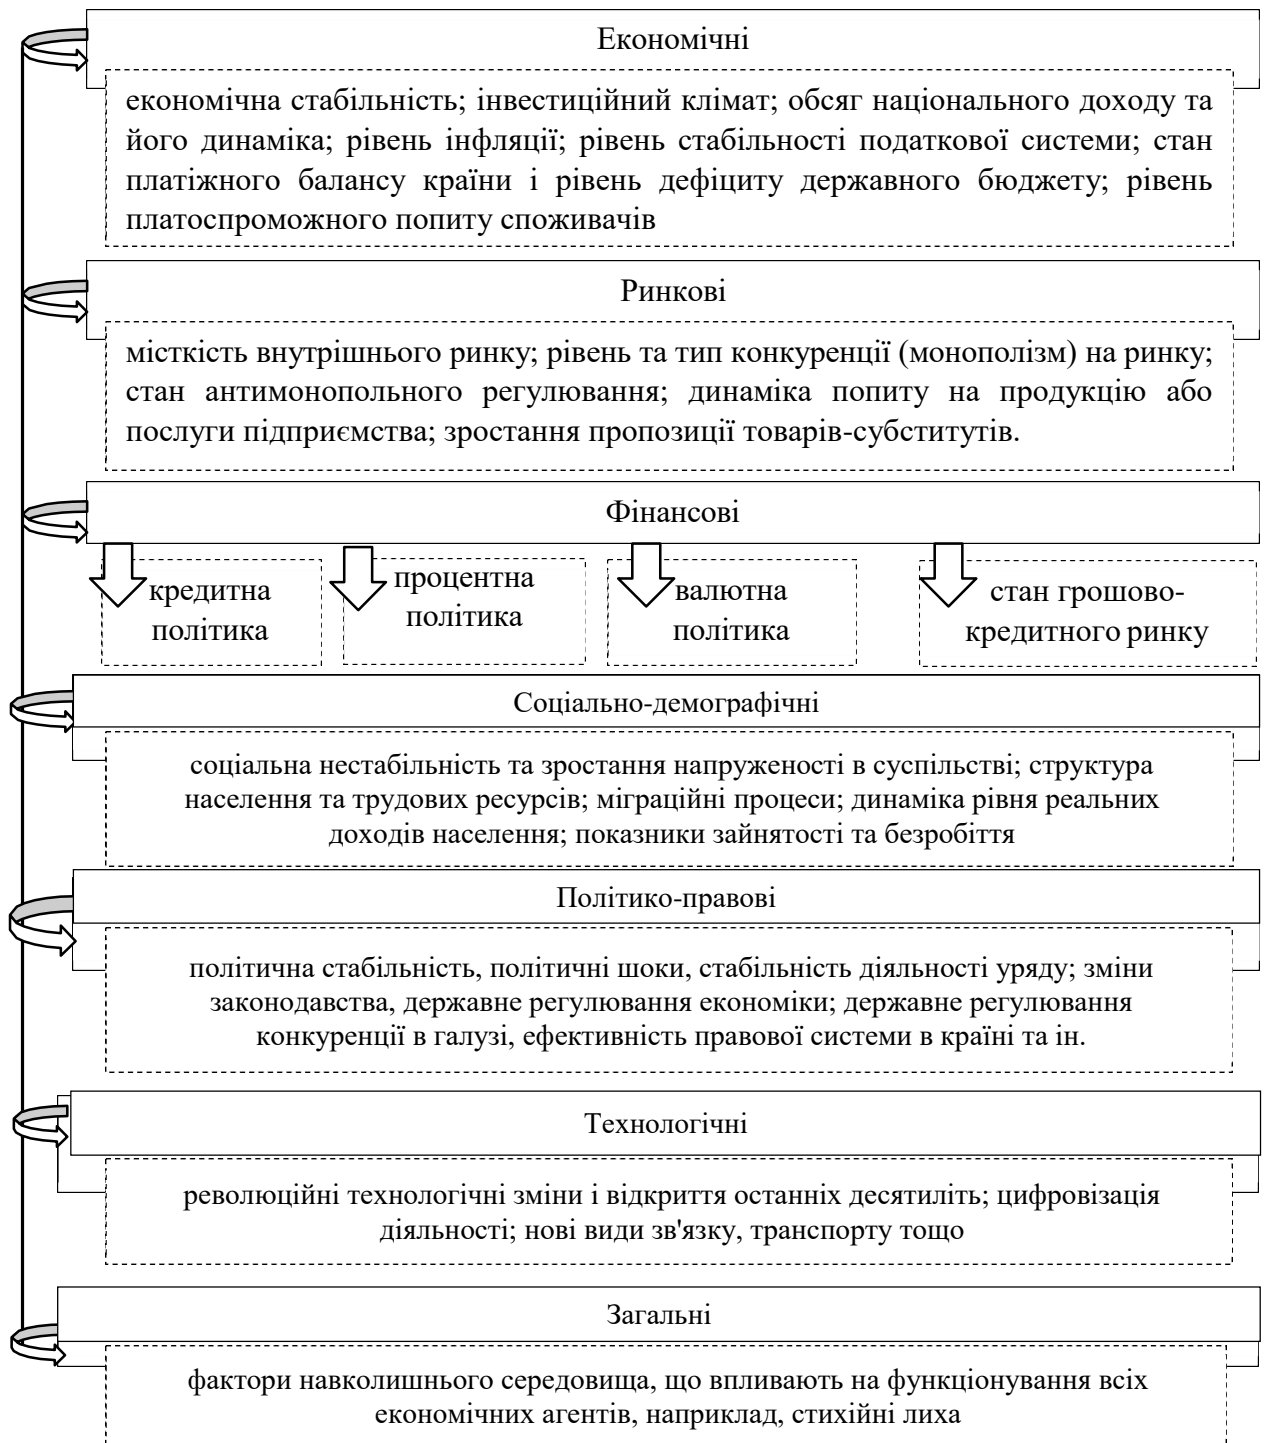 Економічні
економічна стабільність; інвестиційний клімат; обсяг національного доходу та
його динаміка; рівень інфляції; рівень стабільності податкової системи; стан
платіжного балансу країни і рівень дефіциту державного бюджету; рівень
платоспроможного попиту споживачів
Ринкові
місткість внутрішнього ринку; рівень та тип конкуренції (монополізм) на ринку;
стан антимонопольного регулювання; динаміка попиту на продукцію або
послуги підприємства; зростання пропозиції товарів-субститутів.
Фінансові
кредитна
політика
процентна
політика
валютна
політика
стан грошово-
кредитного ринку
Соціально-демографічні
соціальна нестабільність та зростання напруженості в суспільстві; структура
населення та трудових ресурсів; міграційні процеси; динаміка рівня реальних
доходів населення; показники зайнятості та безробіття
Політико-правові
політична стабільність, політичні шоки, стабільність діяльності уряду; зміни
законодавства, державне регулювання економіки; державне регулювання
конкуренції в галузі, ефективність правової системи в країні та ін.
Технологічні
революційні технологічні зміни і відкриття останніх десятиліть; цифровізація
діяльності; нові види зв'язку, транспорту тощо
Загальні
фактори навколишнього середовища, що впливають на функціонування всіх
економічних агентів, наприклад, стихійні лиха